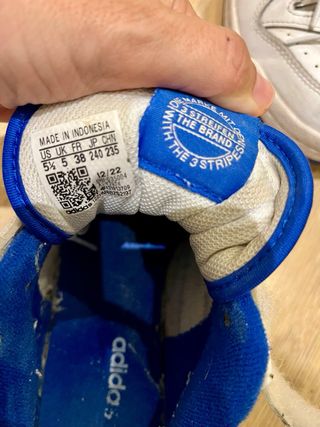 MADE IN INDONESIA
US UK FR JP CHN
5½ 5 38 240 235
12/22
adidas
DIE MARKE MIT DEN
3 STREIFEN
THE BRAND
WITH THE 3 STRIPES
adidas